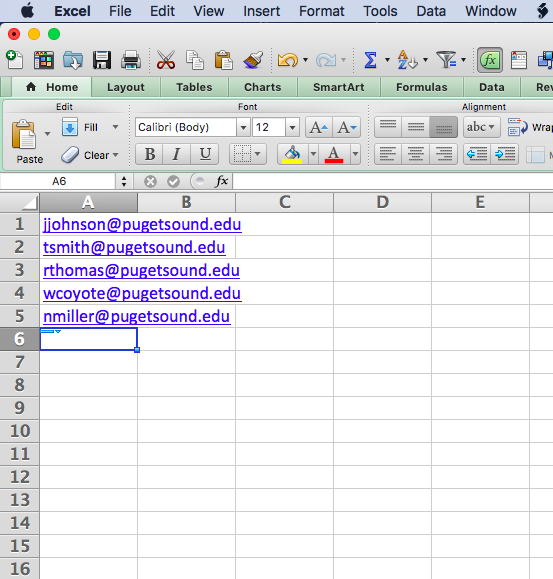 Excel File Edit View Insert Format Tools Data Window
Home Layout Tables Charts SmartArt Formulas Data
Edit Font Alignment
Fill Calibri (Body) 12 A A abc Wrap
Paste Clear B I U A
A6 fx
A B C D E
1 jjohnson@pugetsound.edu
2 tsmith@pugetsound.edu
3 rthomas@pugetsound.edu
4 wcoyote@pugetsound.edu
5 nmiller@pugetsound.edu
6
7
8
9
10
11
12
13
14
15
16